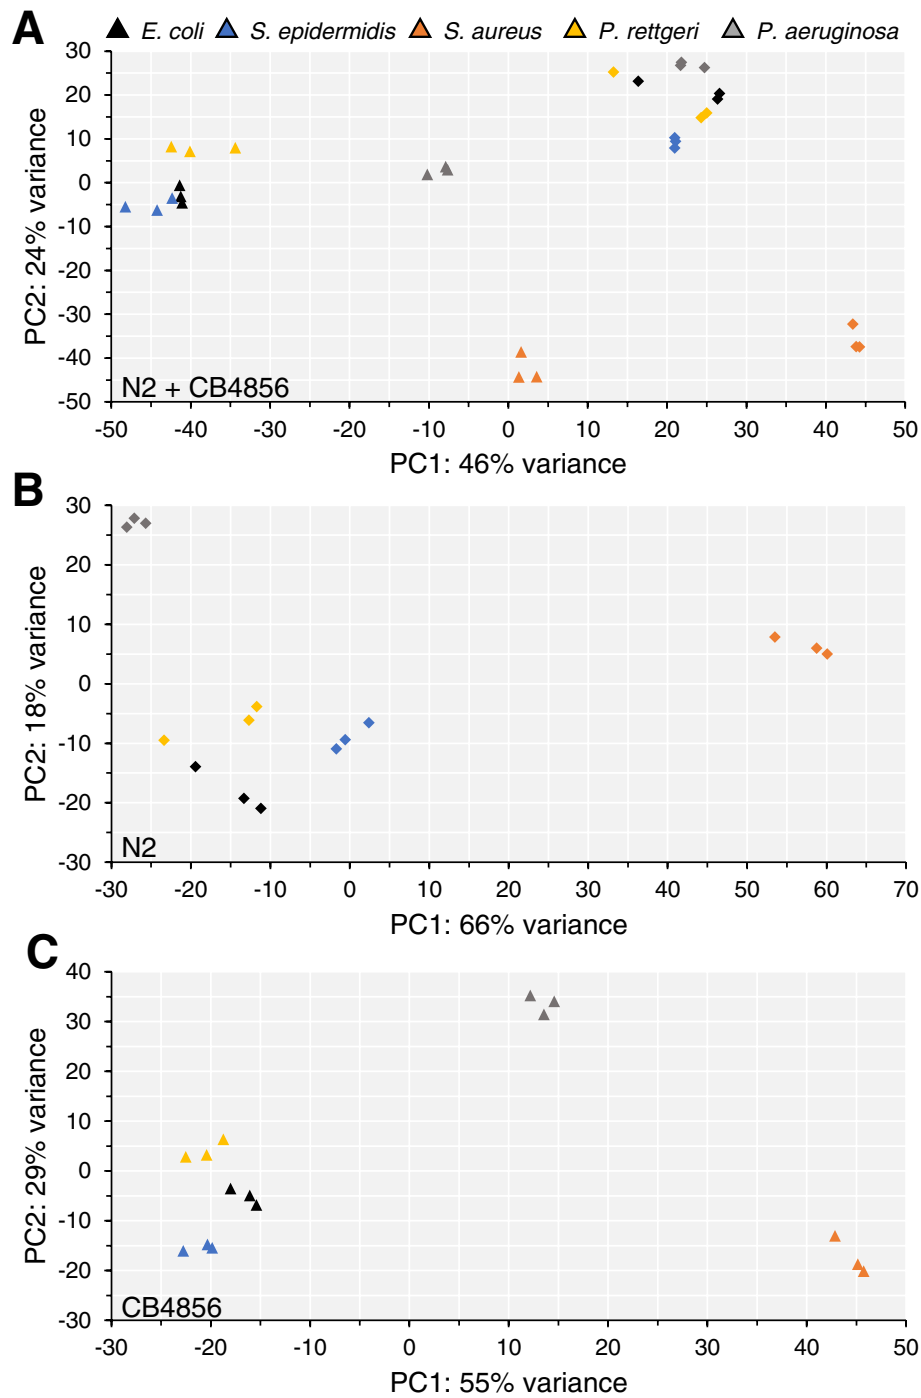 A
E. coli S. epidermidis S. aureus P. rettgeri P. aeruginosa
30
20
10
0
-10
-20
-30
-40
-50
PC2: 24% variance
N2 + CB4856
-50 -40 -30 -20 -10 0 10 20 30 40 50
PC1: 46% variance
B
30
20
10
0
-10
-20
-30
PC2: 18% variance
N2
-30 -20 -10 0 10 20 30 40 50 60 70
PC1: 66% variance
C
40
30
20
10
0
-10
-20
-30
PC2: 29% variance
CB4856
-30 -20 -10 0 10 20 30 40 50
PC1: 55% variance